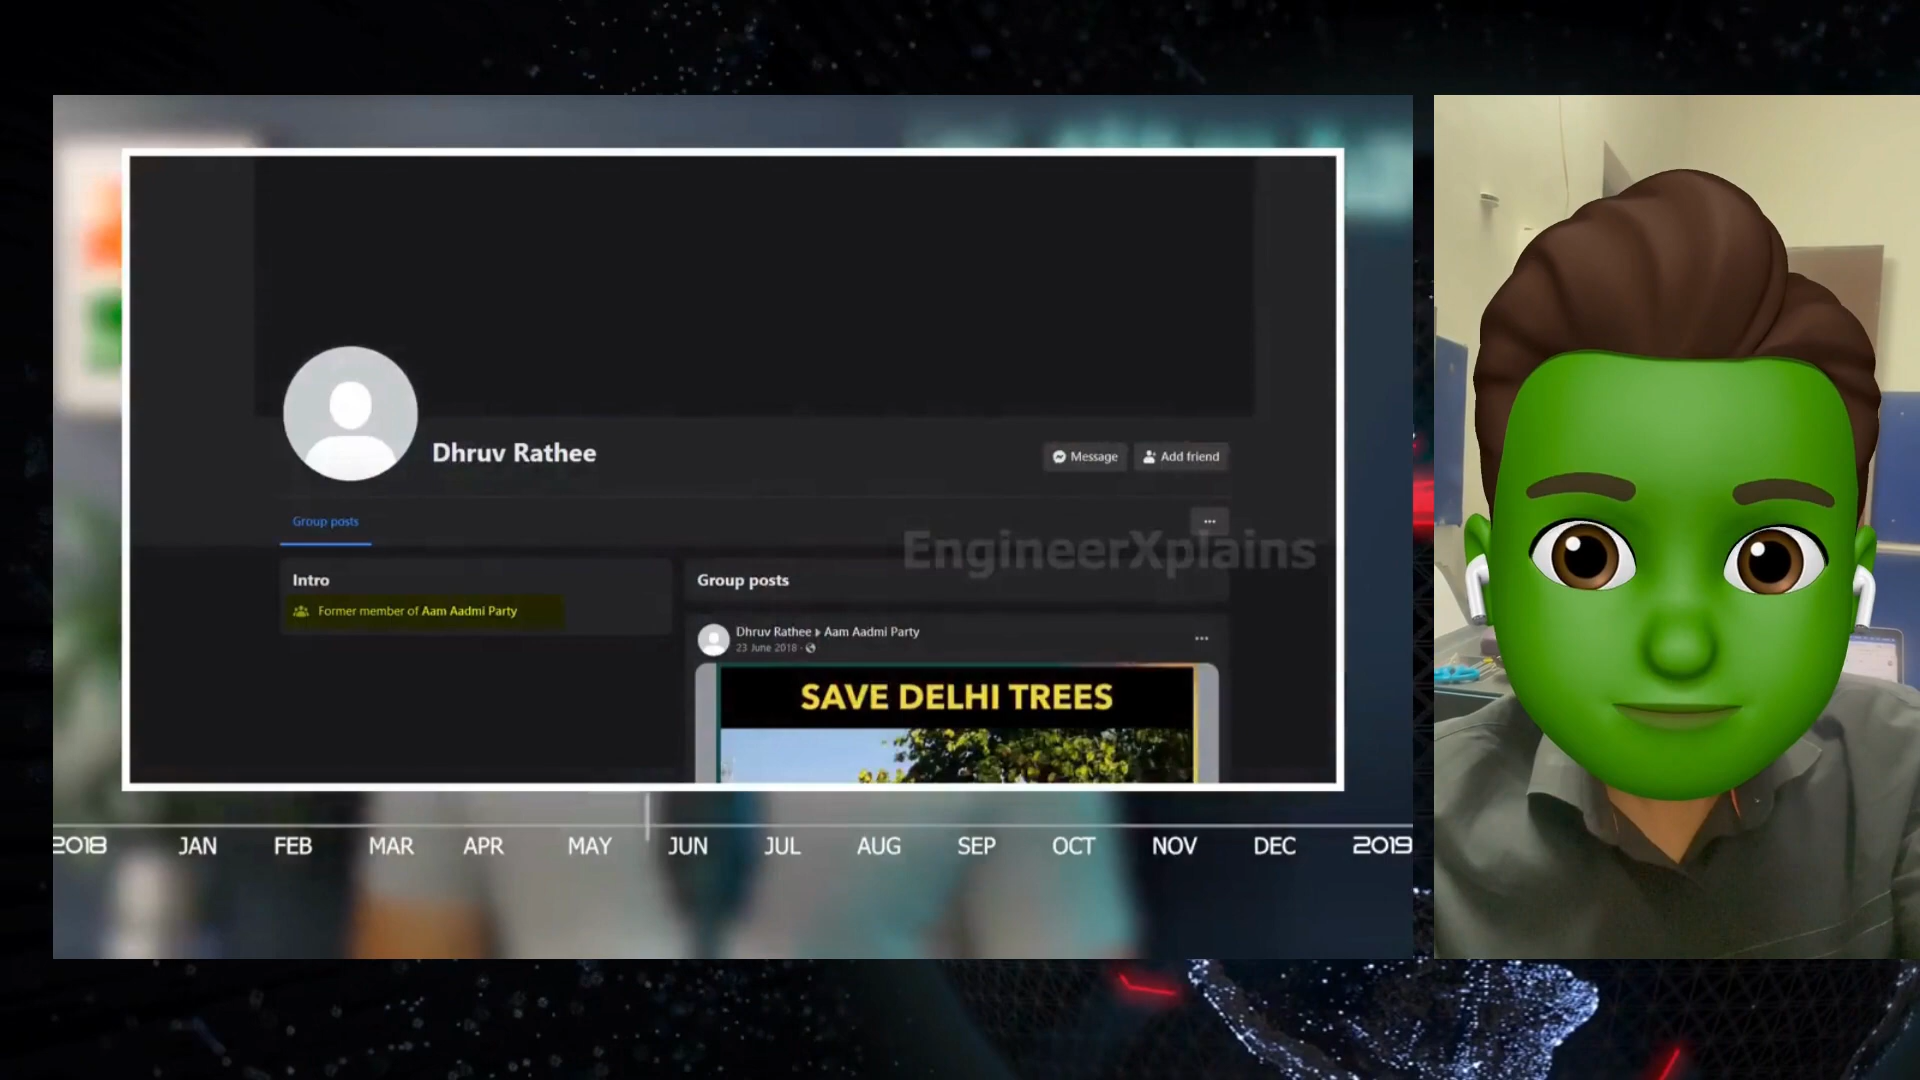 Dhruv Rathee
Message
Add friend
Group posts
EngineerXplains
Intro
Former member of Aam Aadmi Party
Group posts
Dhruv Rathee ▸ Aam Aadmi Party
23 June 2018 ·
SAVE DELHI TREES
2018 JAN FEB MAR APR MAY JUN JUL AUG SEP OCT NOV DEC 2019